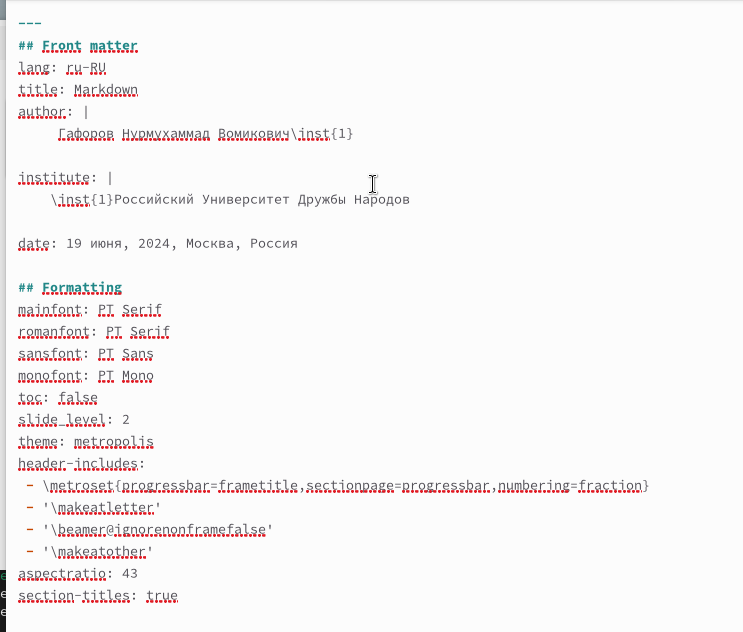 ---
## Front matter
lang: ru-RU
title: Markdown
author: |
Гафоров Нурмухаммад Вомикович\inst{1}
institute: |
\inst{1}Российский Университет Дружбы Народов
date: 19 июня, 2024, Москва, Россия
## Formatting
mainfont: PT Serif
romanfont: PT Serif
sansfont: PT Sans
monofont: PT Mono
toc: false
slide_level: 2
theme: metropolis
header-includes:
- \metroset{progressbar=frametitle,sectionpage=progressbar,numbering=fraction}
- '\makeatletter'
- '\beamer@ignorenonframefalse'
- '\makeatother'
aspectratio: 43
section-titles: true